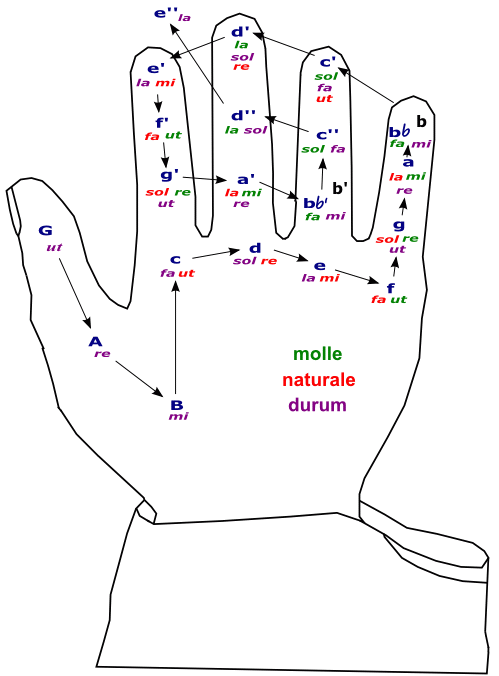 e'' la
d'
la
sol
re
c'
sol
fa
ut
e'
la mi
f'
fa ut
d''
la sol
c''
sol fa
b♭ b
fa mi
a
la mi
re
g'
sol re
ut
a'
la mi
re
b♭' b'
fa mi
g
sol re
ut
G
ut
c
fa ut
d
sol re
e
la mi
f
fa ut
A
re
B
mi
molle
naturale
durum